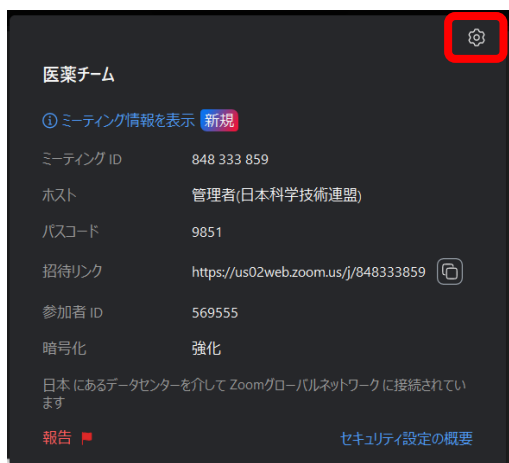 医薬チーム
ミーティング情報を表示 新規
ミーティング ID 848 333 859
ホスト 管理者(日本科学技術連盟)
パスコード 9851
招待リンク https://us02web.zoom.us/j/848333859
参加者 ID 569555
暗号化 強化
日本 にあるデータセンターを介して Zoomグローバルネットワーク に接続されてい
ます
報告 セキュリティ設定の概要